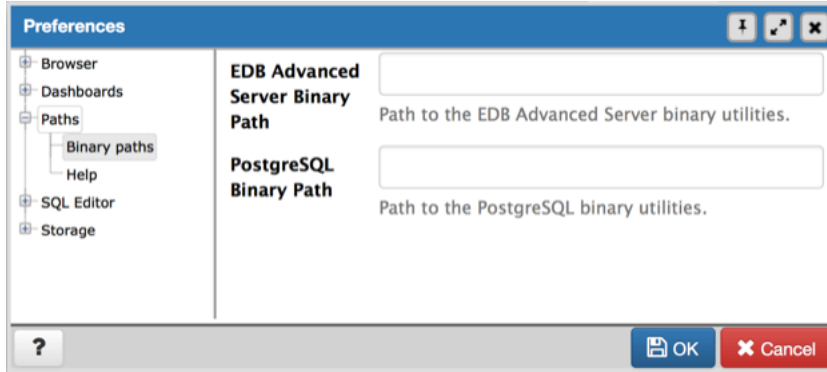 Preferences
Browser
Dashboards
Paths
Binary paths
Help
SQL Editor
Storage
EDB Advanced
Server Binary
Path
Path to the EDB Advanced Server binary utilities.
PostgreSQL
Binary Path
Path to the PostgreSQL binary utilities.
?
OK
Cancel